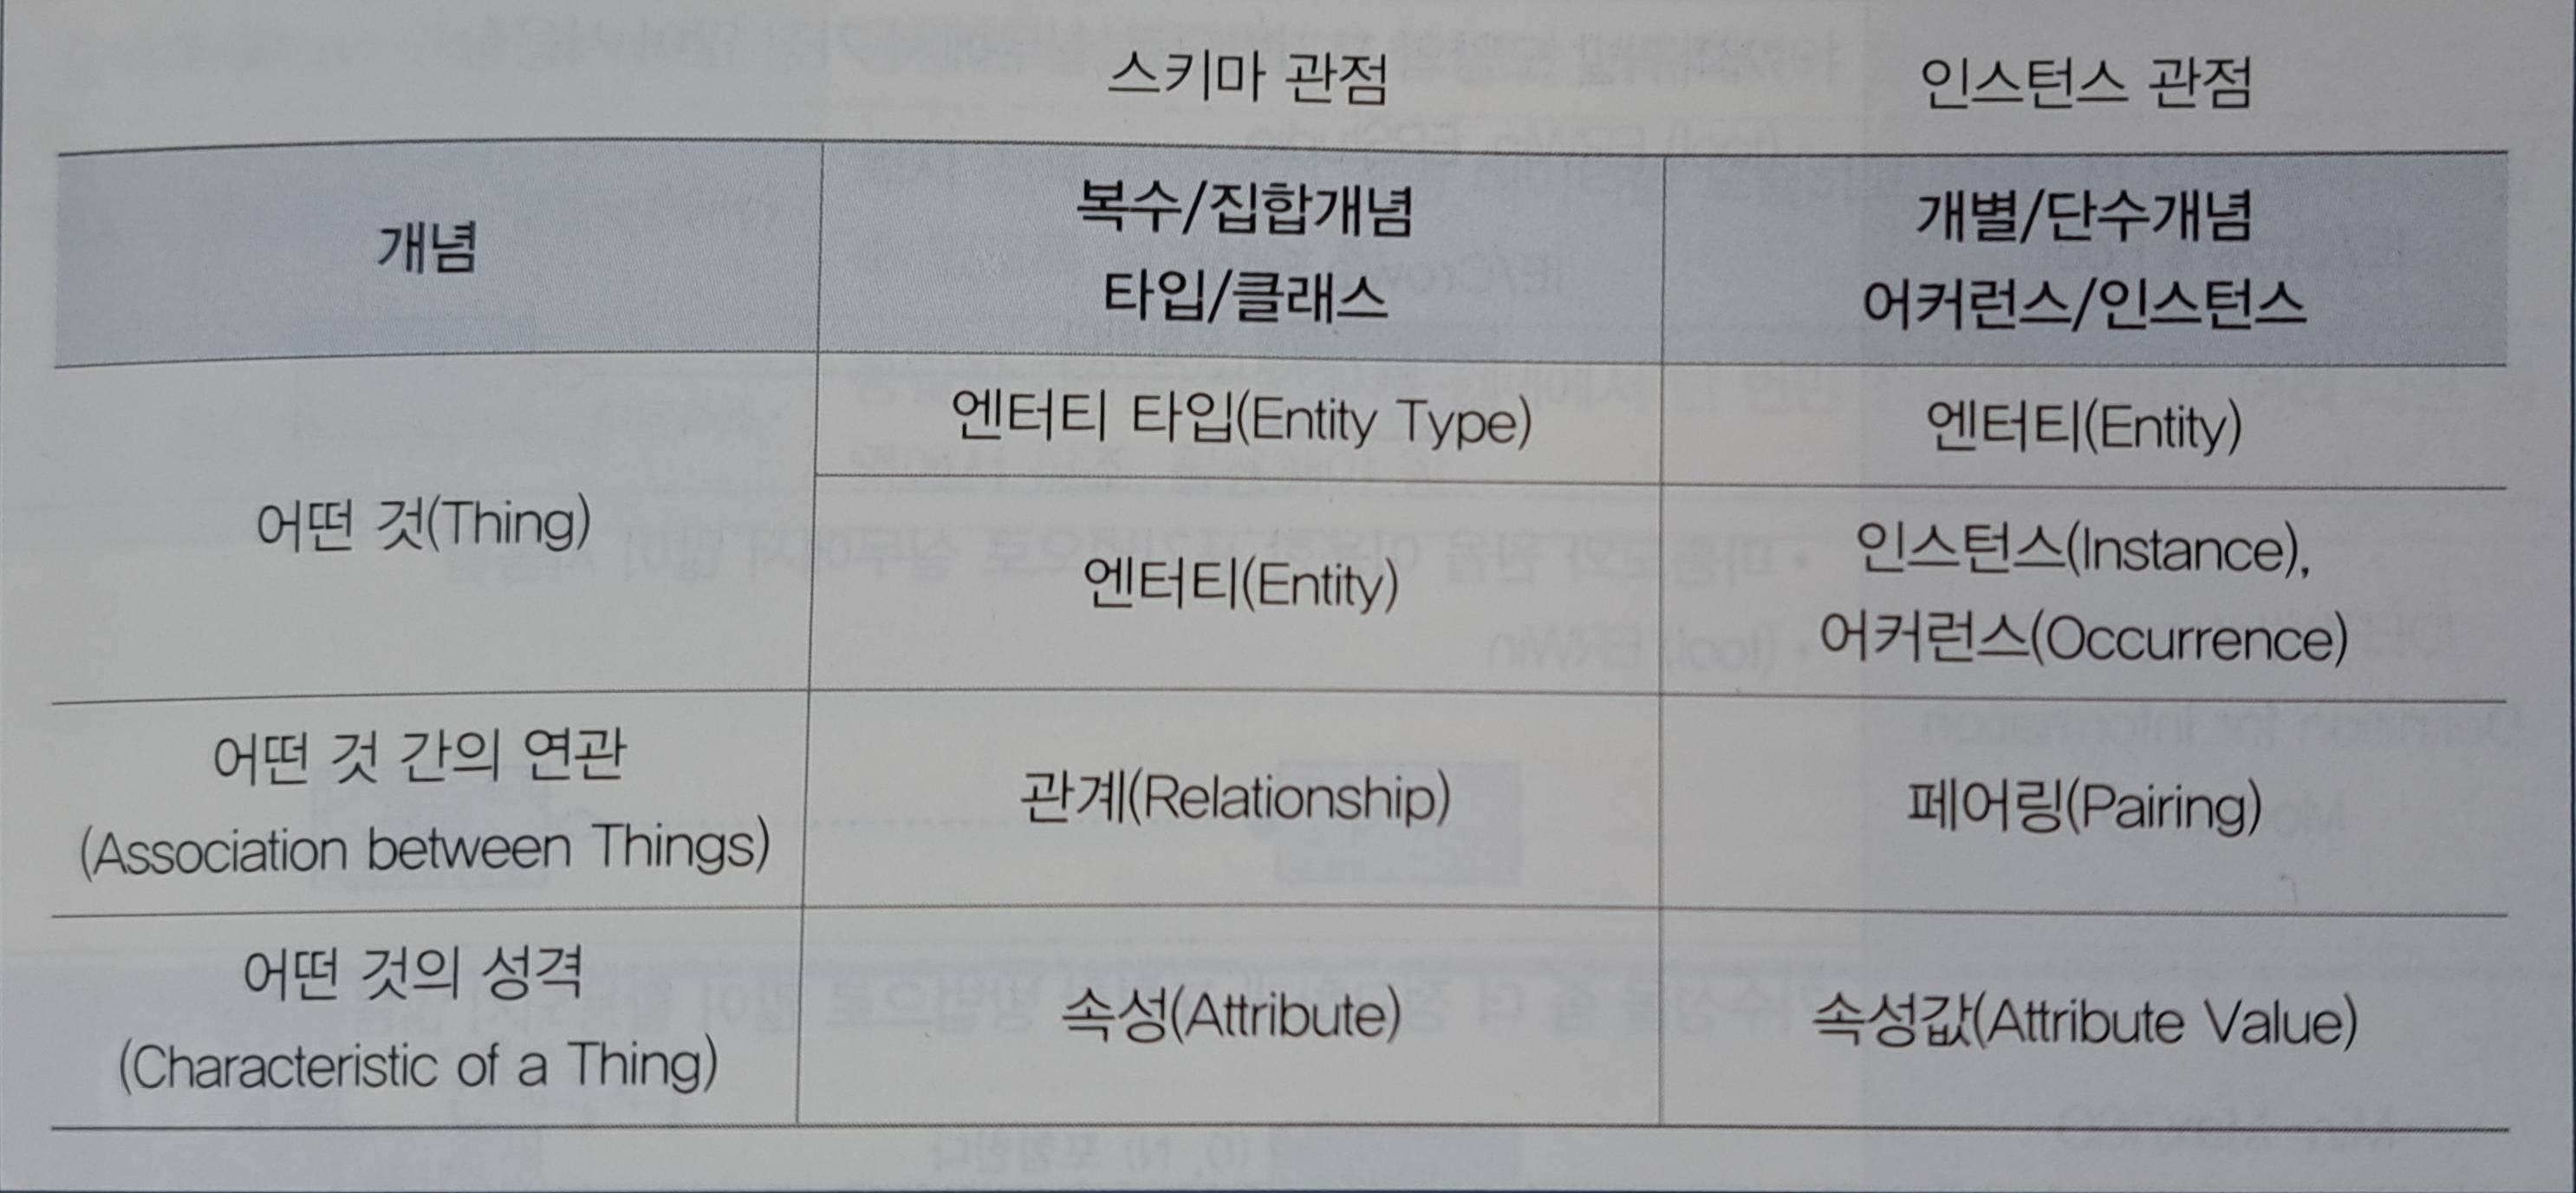 스키마 관점
인스턴스 관점
개념
복수/집합개념
타입/클래스
개별/단수개념
어커런스/인스턴스
어떤 것(Thing)
엔터티 타입(Entity Type)
엔터티(Entity)
엔터티(Entity)
인스턴스(Instance),
어커런스(Occurrence)
어떤 것 간의 연관
(Association between Things)
관계(Relationship)
페어링(Pairing)
어떤 것의 성격
(Characteristic of a Thing)
속성(Attribute)
속성값(Attribute Value)